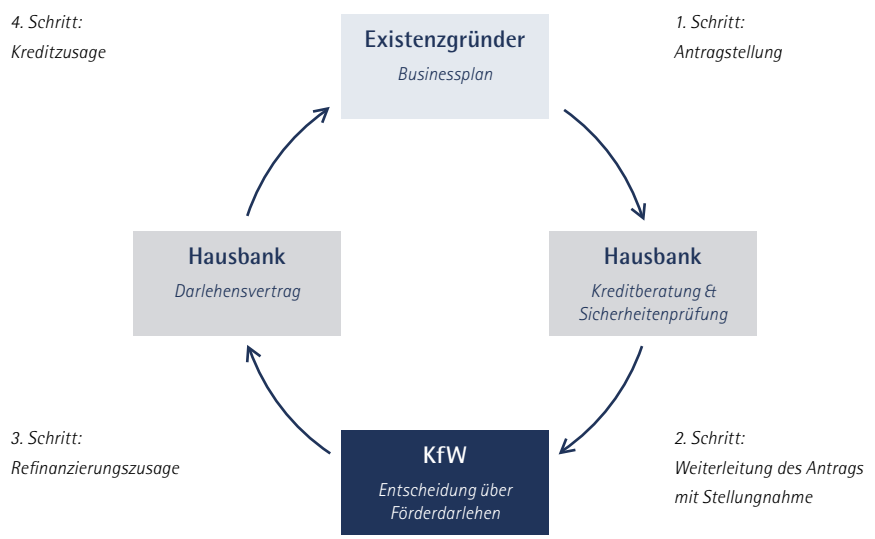 4. Schritt:
Kreditzusage
Existenzgründer
Businessplan
1. Schritt:
Antragstellung
Hausbank
Darlehensvertrag
Hausbank
Kreditberatung &
Sicherheitenprüfung
3. Schritt:
Refinanzierungszusage
KfW
Entscheidung über
Förderdarlehen
2. Schritt:
Weiterleitung des Antrags
mit Stellungnahme